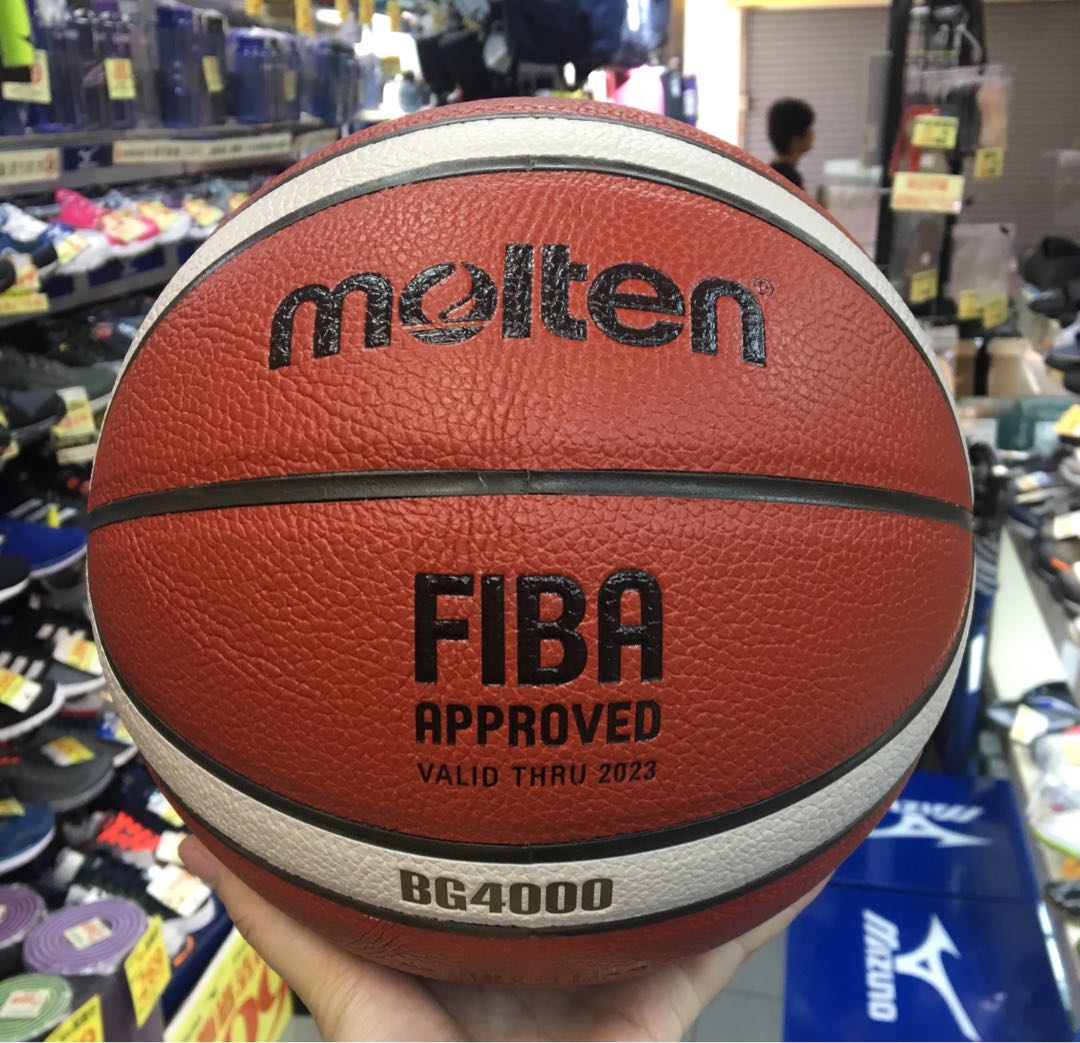 molten®
FIBA
APPROVED
VALID THRU 2023
BG4000
MIZUNO